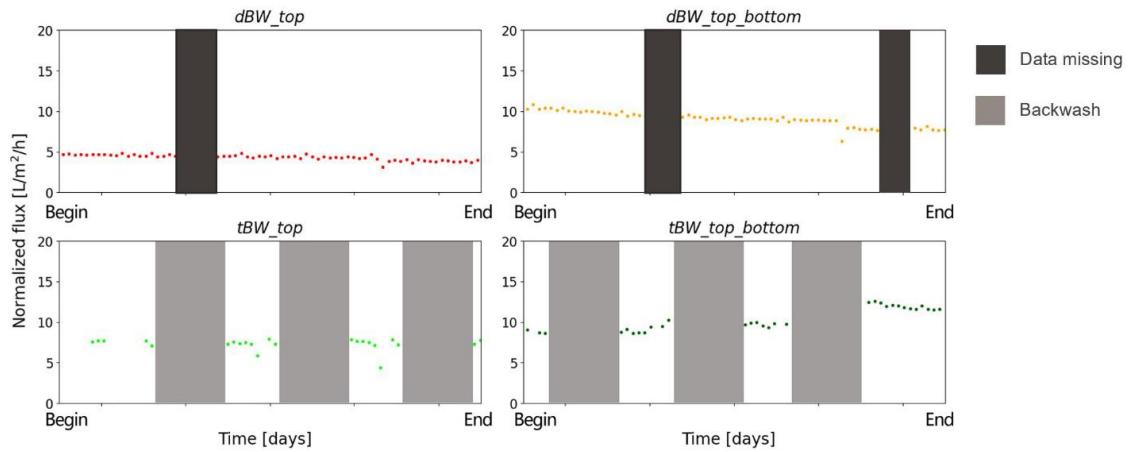 dBW_top
dBW_top_bottom
20
15
10
5
0
Begin
End
20
15
10
5
0
Begin
End
Data missing
Backwash
Normalized flux [L/m²/h]
tBW_top
tBW_top_bottom
20
15
10
5
0
Begin
End
20
15
10
5
0
Begin
End
Time [days]
Time [days]